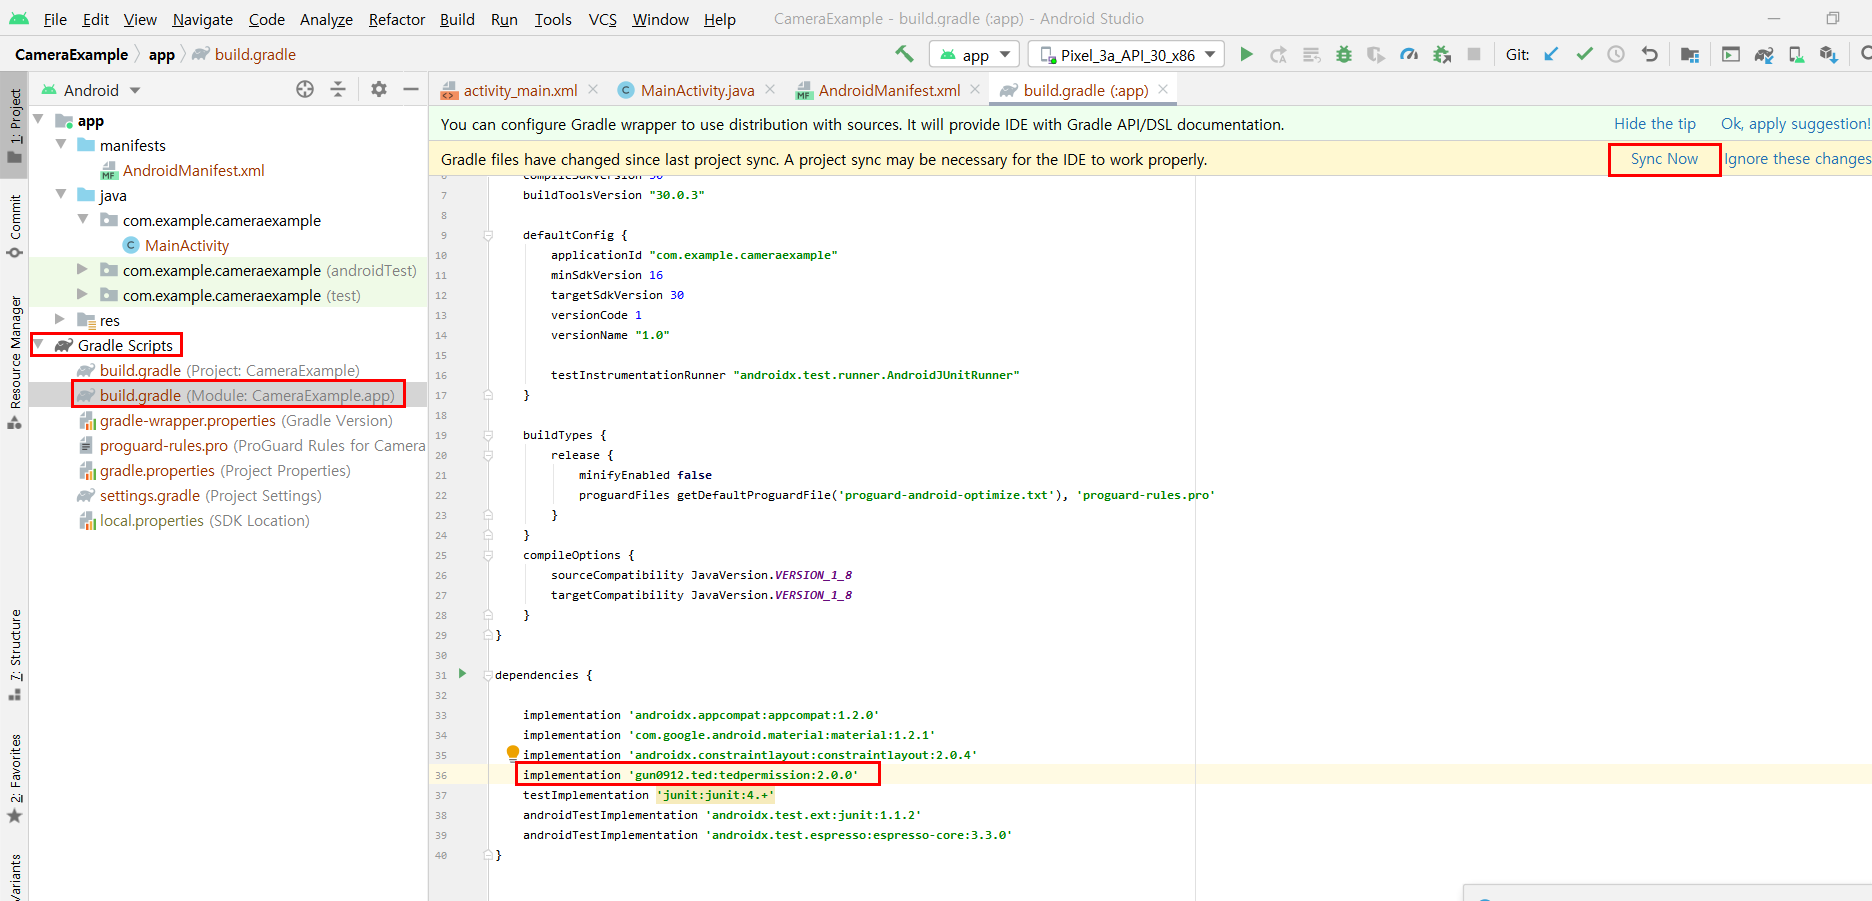 File Edit View Navigate Code Analyze Refactor Build Run Tools VCS Window Help CameraExample - build.gradle (:app) - Android Studio
CameraExample app build.gradle app Pixel_3a_API_30_x86 Git:
Android
activity_main.xml MainActivity.java AndroidManifest.xml build.gradle (:app)
1: Project
Commit
Resource Manager
7: Structure
2: Favorites
Variants
app
manifests
AndroidManifest.xml
java
com.example.cameraexample
MainActivity
com.example.cameraexample (androidTest)
com.example.cameraexample (test)
res
Gradle Scripts
build.gradle (Project: CameraExample)
build.gradle (Module: CameraExample.app)
gradle-wrapper.properties (Gradle Version)
proguard-rules.pro (ProGuard Rules for Camera
gradle.properties (Project Properties)
settings.gradle (Project Settings)
local.properties (SDK Location)
You can configure Gradle wrapper to use distribution with sources. It will provide IDE with Gradle API/DSL documentation. Hide the tip Ok, apply suggestion!
Gradle files have changed since last project sync. A project sync may be necessary for the IDE to work properly. Sync Now Ignore these changes
6 compileSdkVersion 30
7 buildToolsVersion "30.0.3"
8
9 defaultConfig {
10 applicationId "com.example.cameraexample"
11 minSdkVersion 16
12 targetSdkVersion 30
13 versionCode 1
14 versionName "1.0"
15
16 testInstrumentationRunner "androidx.test.runner.AndroidJUnitRunner"
17 }
18
19 buildTypes {
20 release {
21 minifyEnabled false
22 proguardFiles getDefaultProguardFile('proguard-android-optimize.txt'), 'proguard-rules.pro'
23 }
24 }
25 compileOptions {
26 sourceCompatibility JavaVersion.VERSION_1_8
27 targetCompatibility JavaVersion.VERSION_1_8
28 }
29 }
30
31 dependencies {
32
33 implementation 'androidx.appcompat:appcompat:1.2.0'
34 implementation 'com.google.android.material:material:1.2.1'
35 implementation 'androidx.constraintlayout:constraintlayout:2.0.4'
36 implementation 'gun0912.ted:tedpermission:2.0.0'
37 testImplementation 'junit:junit:4.+'
38 androidTestImplementation 'androidx.test.ext:junit:1.1.2'
39 androidTestImplementation 'androidx.test.espresso:espresso-core:3.3.0'
40 }